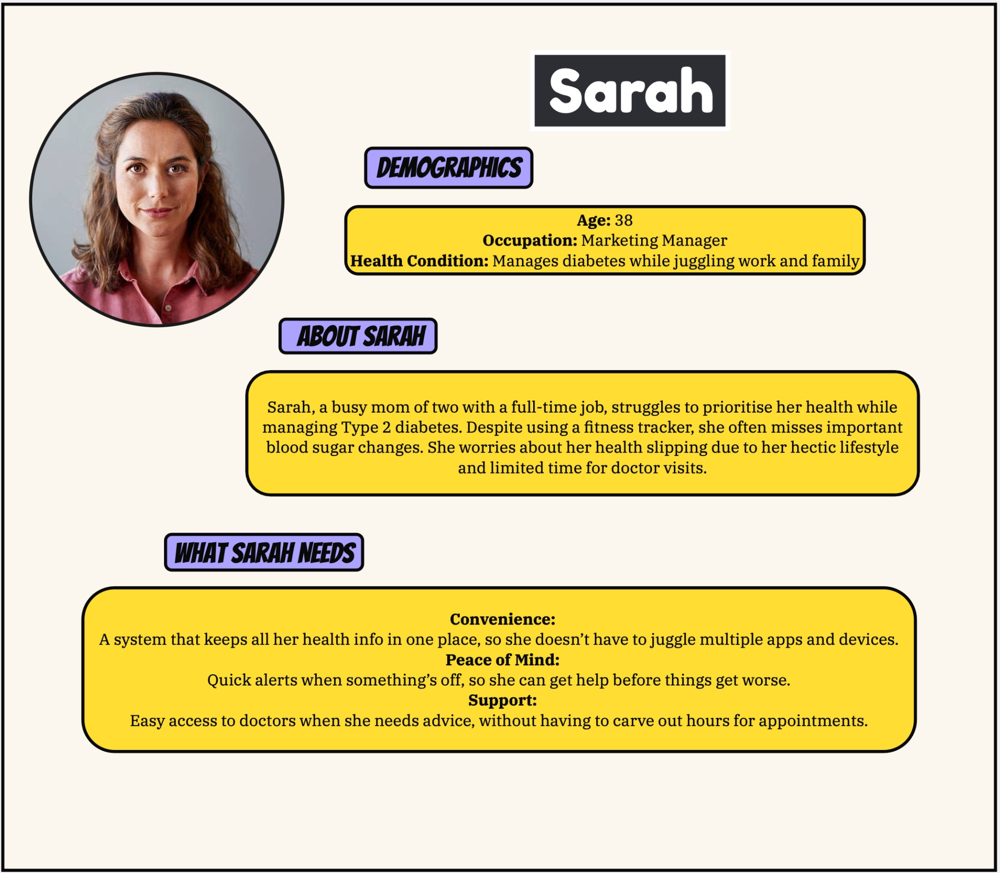 Sarah
DEMOGRAPHICS
Age: 38
Occupation: Marketing Manager
Health Condition: Manages diabetes while juggling work and family
ABOUT SARAH
Sarah, a busy mom of two with a full-time job, struggles to prioritise her health while
managing Type 2 diabetes. Despite using a fitness tracker, she often misses important
blood sugar changes. She worries about her health slipping due to her hectic lifestyle
and limited time for doctor visits.
WHAT SARAH NEEDS
Convenience:
A system that keeps all her health info in one place, so she doesn’t have to juggle multiple apps and devices.
Peace of Mind:
Quick alerts when something’s off, so she can get help before things get worse.
Support:
Easy access to doctors when she needs advice, without having to carve out hours for appointments.